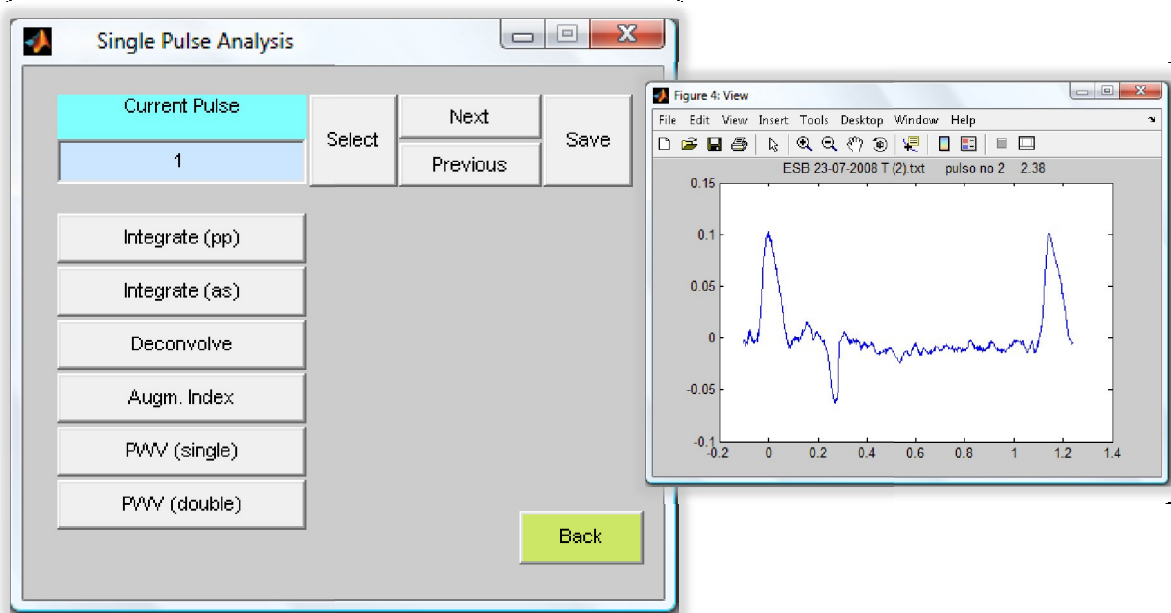 Single Pulse Analysis
Current Pulse
1
Select
Next
Previous
Save
Integrate (pp)
Integrate (as)
Deconvolve
Augm. Index
PWV (single)
PWV (double)
Back
Figure 4: View
File Edit View Insert Tools Desktop Window Help
ESB 23-07-2008 T (2).txt pulso no 2 2.38
0.15
0.1
0.05
0
-0.05
-0.1
-0.2 0 0.2 0.4 0.6 0.8 1 1.2 1.4